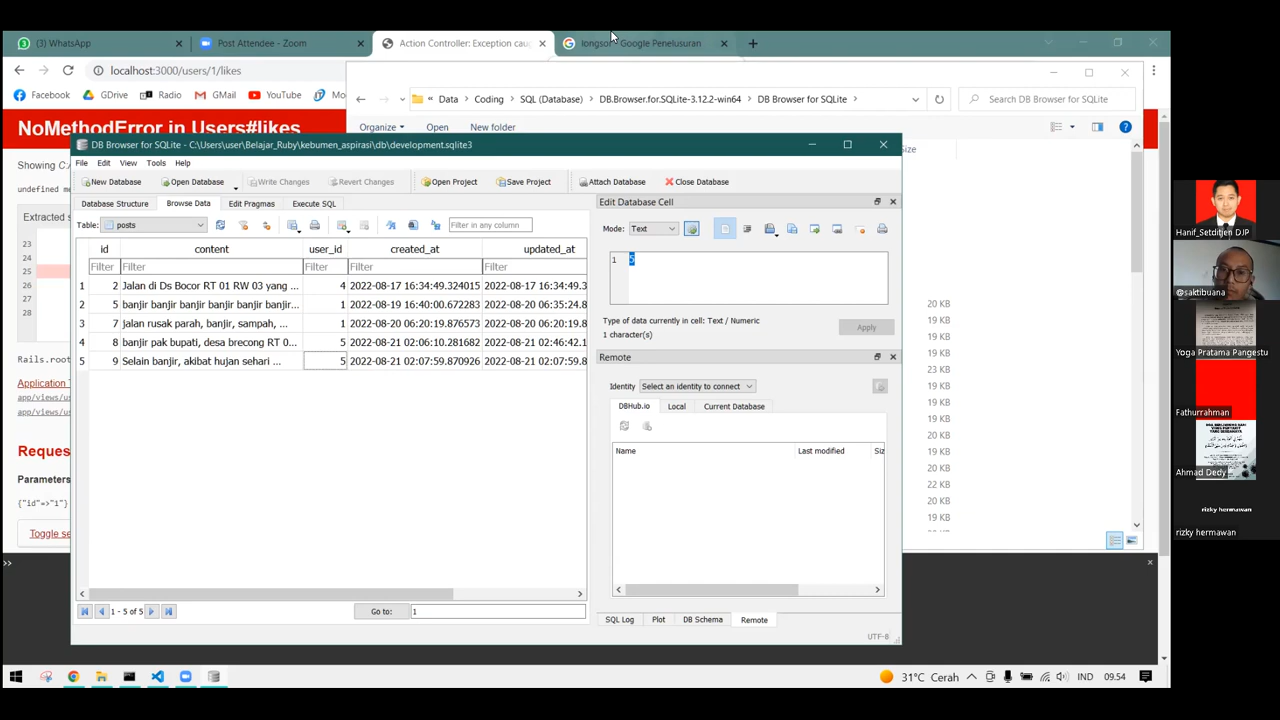 (3) WhatsApp
Post Attendee - Zoom
Action Controller: Exception cau
longsor - Google Penelusuran
localhost:3000/users/1/likes
Facebook
GDrive
Radio
GMail
YouTube
Data
Coding
SQL (Database)
DB.Browser.for.SQLite-3.12.2-win64
DB Browser for SQLite
Search DB Browser for SQLite
NoMethodError in Users#likes
Organize
Open
New folder
DB Browser for SQLite - C:\Users\user\Belajar_Ruby\kebumen_aspirasi\db\development.sqlite3
Size
File Edit View Tools Help
Showing C:
New Database
Open Database
Write Changes
Revert Changes
Open Project
Save Project
Attach Database
Close Database
Database Structure
Browse Data
Edit Pragmas
Execute SQL
Edit Database Cell
Table: posts
Filter in any column
Mode: Text
id content user_id created_at updated_at
Filter Filter Filter Filter Filter
1 5
1 2 Jalan di Ds Bocor RT 01 RW 03 yang ... 4 2022-08-17 16:34:49.324015 2022-08-17 16:34:49.3
2 5 banjir banjir banjir banjir banjir... 1 2022-08-19 16:40:00.672283 2022-08-20 06:35:24.8
3 7 jalan rusak parah, banjir, sampah, ... 1 2022-08-20 06:20:19.876573 2022-08-20 06:20:19.8
4 8 banjir pak bupati, desa brecong RT 0... 5 2022-08-21 02:06:10.281682 2022-08-21 02:46:42.1
5 9 Selain banjir, akibat hujan sehari ... 5 2022-08-21 02:07:59.870926 2022-08-21 02:07:59.8
Type of data currently in cell: Text / Numeric
1 character(s)
Apply
Remote
Identity Select an identity to connect
DBHub.io
Local
Current Database
Name
Last modified
Siz
undefined me
Extracted s
23
24
25
26
27
28
Rails.root
Application T
app/views/us
app/views/us
Reques
Parameters
{"id"=>"1"}
Toggle se
>>
20 KB
19 KB
19 KB
19 KB
23 KB
19 KB
19 KB
19 KB
20 KB
19 KB
20 KB
22 KB
20 KB
19 KB
1 - 5 of 5
Go to: 1
SQL Log
Plot
DB Schema
Remote
UTF-8
Hanif_Setditjen DJP
@saktibuana
Yoga Pratama Pangestu
Fathurrahman
Ahmad Dedy
rizky hermawan
rizky hermawan
31°C Cerah
IND
09.54